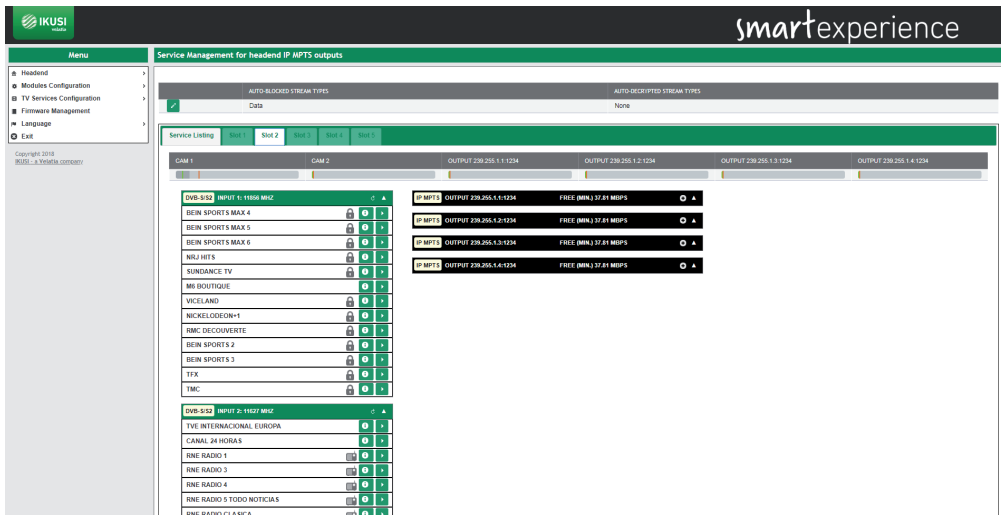 IKUSI
Velatia
smartexperience
Menu
Headend
Modules Configuration
TV Services Configuration
Firmware Management
Language
Exit
Copyright 2018
IKUSI - a Velatia company
Service Management for headend IP MPTS outputs
AUTO-BLOCKED STREAM TYPES AUTO-DECRYPTED STREAM TYPES
Data None
Service Listing Slot 1 Slot 2 Slot 3 Slot 4 Slot 5
CAM 1 CAM 2 OUTPUT 239.255.1.1:1234 OUTPUT 239.255.1.2:1234 OUTPUT 239.255.1.3:1234 OUTPUT 239.255.1.4:1234
DVB-S/S2 INPUT 1: 11856 MHZ
BEIN SPORTS MAX 4
BEIN SPORTS MAX 5
BEIN SPORTS MAX 6
NRJ HITS
SUNDANCE TV
M6 BOUTIQUE
VICELAND
NICKELODEON+1
RMC DECOUVERTE
BEIN SPORTS 2
BEIN SPORTS 3
TFX
TMC
DVB-S/S2 INPUT 2: 11627 MHZ
TVE INTERNACIONAL EUROPA
CANAL 24 HORAS
RNE RADIO 1
RNE RADIO 3
RNE RADIO 4
RNE RADIO 5 TODO NOTICIAS
RNE RADIO CLASICA
IP MPTS OUTPUT 239.255.1.1:1234 FREE (MIN.) 37.81 MBPS
IP MPTS OUTPUT 239.255.1.2:1234 FREE (MIN.) 37.81 MBPS
IP MPTS OUTPUT 239.255.1.3:1234 FREE (MIN.) 37.81 MBPS
IP MPTS OUTPUT 239.255.1.4:1234 FREE (MIN.) 37.81 MBPS